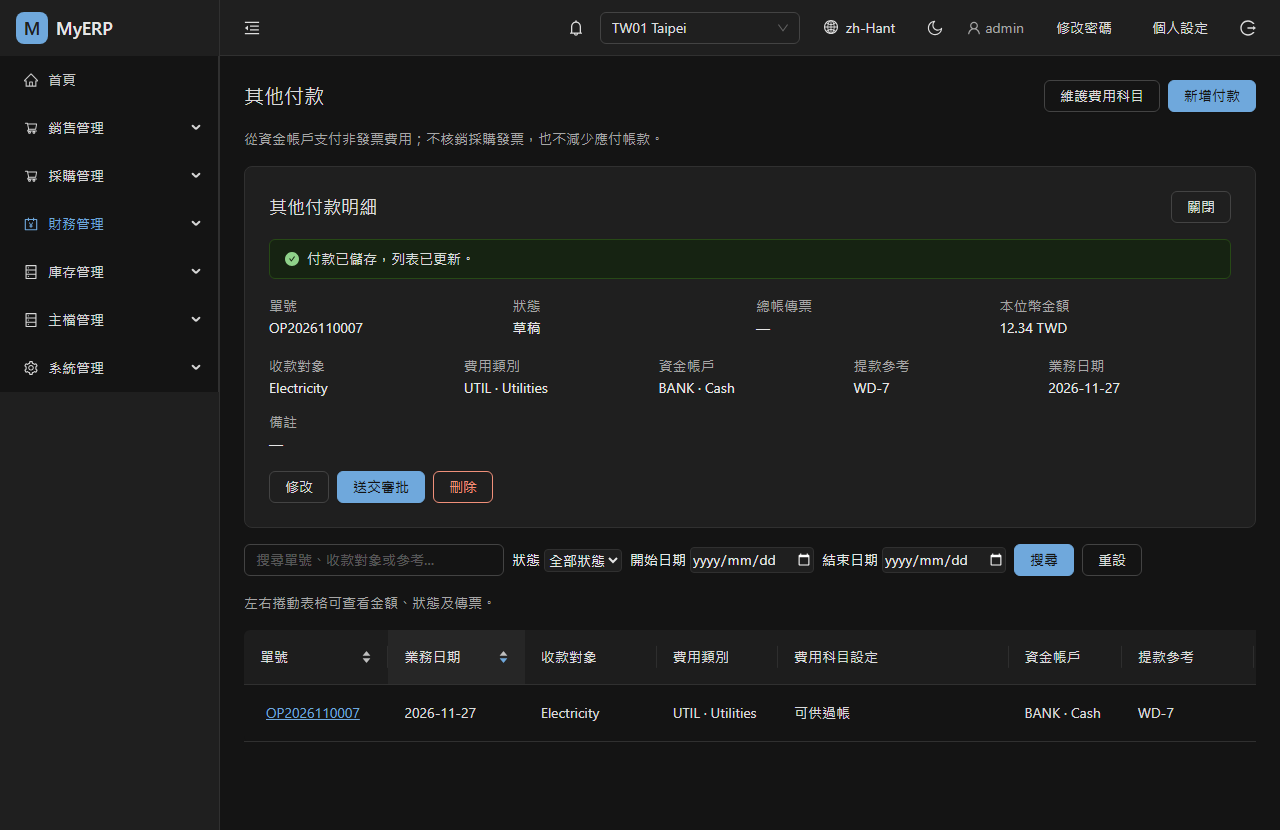 M MyERP
TW01 Taipei
zh-Hant
admin
修改密碼
個人設定
首頁
銷售管理
採購管理
財務管理
庫存管理
主檔管理
系統管理
其他付款
維護費用科目
新增付款
從資金帳戶支付非發票費用；不核銷採購發票，也不減少應付帳款。
其他付款明細
關閉
付款已儲存，列表已更新。
單號 狀態 總帳傳票 本位幣金額
OP2026110007 草稿 — 12.34 TWD
收款對象 費用類別 資金帳戶 提款參考 業務日期
Electricity UTIL · Utilities BANK · Cash WD-7 2026-11-27
備註
—
修改 送交審批 刪除
搜尋單號、收款對象或參考... 狀態 全部狀態 開始日期 yyyy/mm/dd 結束日期 yyyy/mm/dd 搜尋 重設
左右捲動表格可查看金額、狀態及傳票。
單號 業務日期 收款對象 費用類別 費用科目設定 資金帳戶 提款參考
OP2026110007 2026-11-27 Electricity UTIL · Utilities 可供過帳 BANK · Cash WD-7